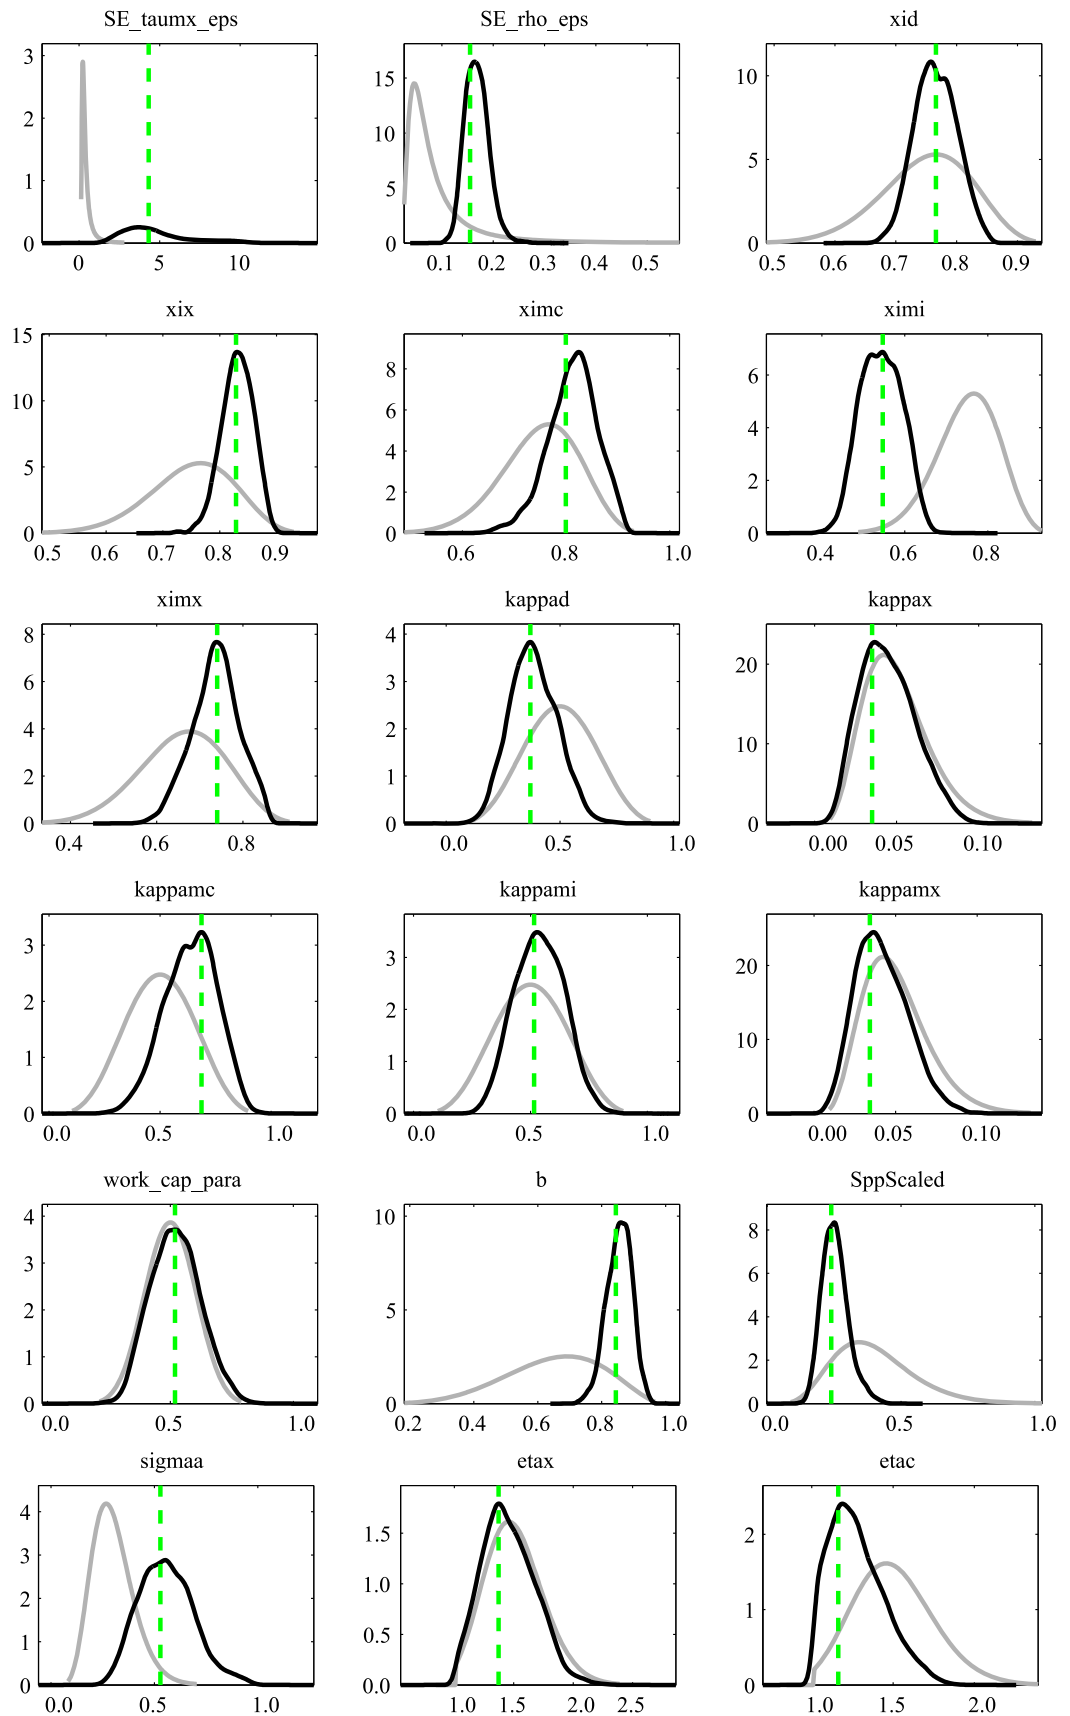 SE_taumx_eps SE_rho_eps xid
3 2 1 0
0 5 10
15 10 5 0
0.1 0.2 0.3 0.4 0.5
10 5 0
0.5 0.6 0.7 0.8 0.9
xix ximc ximi
15 10 5 0
0.5 0.6 0.7 0.8 0.9
8 6 4 2 0
0.6 0.8 1.0
6 4 2 0
0.4 0.6 0.8
ximx kappad kappax
8 6 4 2 0
0.4 0.6 0.8
4 3 2 1 0
0.0 0.5 1.0
20 10 0
0.00 0.05 0.10
kappamc kappami kappamx
3 2 1 0
0.0 0.5 1.0
3 2 1 0
0.0 0.5 1.0
20 10 0
0.00 0.05 0.10
work_cap_para b SppScaled
4 3 2 1 0
0.0 0.5 1.0
10 5 0
0.2 0.4 0.6 0.8 1.0
8 6 4 2 0
0.0 0.5 1.0
sigmaa etax etac
4 3 2 1 0
0.0 0.5 1.0
1.5 1.0 0.5 0.0
1.0 1.5 2.0 2.5
2 1 0
1.0 1.5 2.0